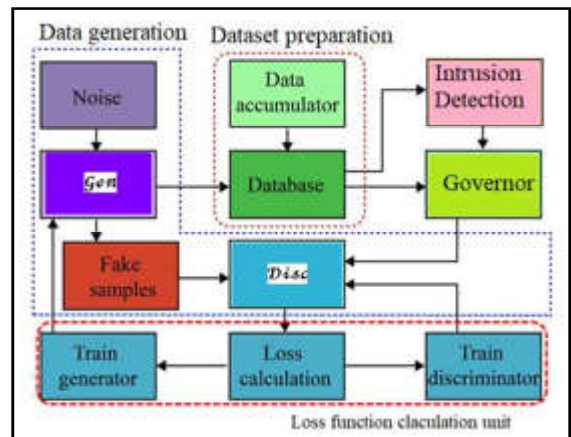 Data generation
Dataset preparation
Noise
Data
accumulator
Intrusion
Detection
Gen
Database
Governor
Fake
samples
Disc
Train
generator
Loss
calculation
Train
discriminator
Loss function claculation unit